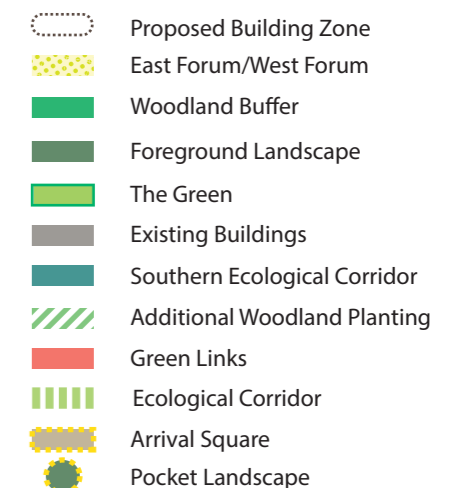 Proposed Building Zone
East Forum/West Forum
Woodland Buffer
Foreground Landscape
The Green
Existing Buildings
Southern Ecological Corridor
Additional Woodland Planting
Green Links
Ecological Corridor
Arrival Square
Pocket Landscape